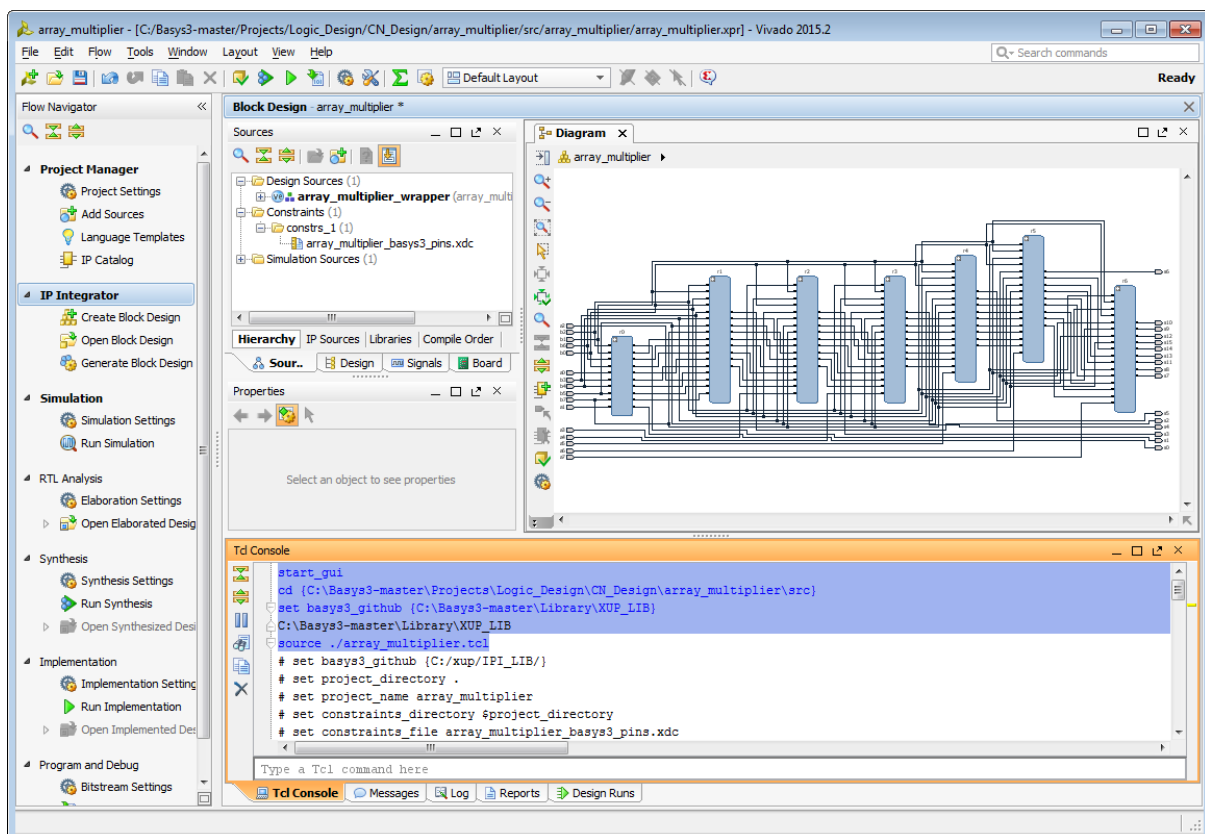 array_multiplier - [C:/Basys3-master/Projects/Logic_Design/CN_Design/array_multiplier/src/array_multiplier/array_multiplier.xpr] - Vivado 2015.2
File Edit Flow Tools Window Layout View Help
Search commands
Default Layout
Ready
Flow Navigator
Project Manager
Project Settings
Add Sources
Language Templates
IP Catalog
IP Integrator
Create Block Design
Open Block Design
Generate Block Design
Simulation
Simulation Settings
Run Simulation
RTL Analysis
Elaboration Settings
Open Elaborated Desig
Synthesis
Synthesis Settings
Run Synthesis
Open Synthesized Desi
Implementation
Implementation Setting
Run Implementation
Open Implemented Des
Program and Debug
Bitstream Settings
Block Design - array_multiplier *
Sources
Design Sources (1)
array_multiplier_wrapper (array_multi
Constraints (1)
constrs_1 (1)
array_multiplier_basys3_pins.xdc
Simulation Sources (1)
Hierarchy IP Sources Libraries Compile Order
Sour.. Design Signals Board
Properties
Select an object to see properties
Diagram
array_multiplier
r5
r4
r1 r2 r3
r6
r0
Tcl Console
start_gui
cd {C:\Basys3-master\Projects\Logic_Design\CN_Design\array_multiplier\src}
set basys3_github {C:\Basys3-master\Library\XUP_LIB}
C:\Basys3-master\Library\XUP_LIB
source ./array_multiplier.tcl
# set basys3_github {C:/xup/IPI_LIB/}
# set project_directory .
# set project_name array_multiplier
# set constraints_directory $project_directory
# set constraints_file array_multiplier_basys3_pins.xdc
Type a Tcl command here
Tcl Console Messages Log Reports Design Runs